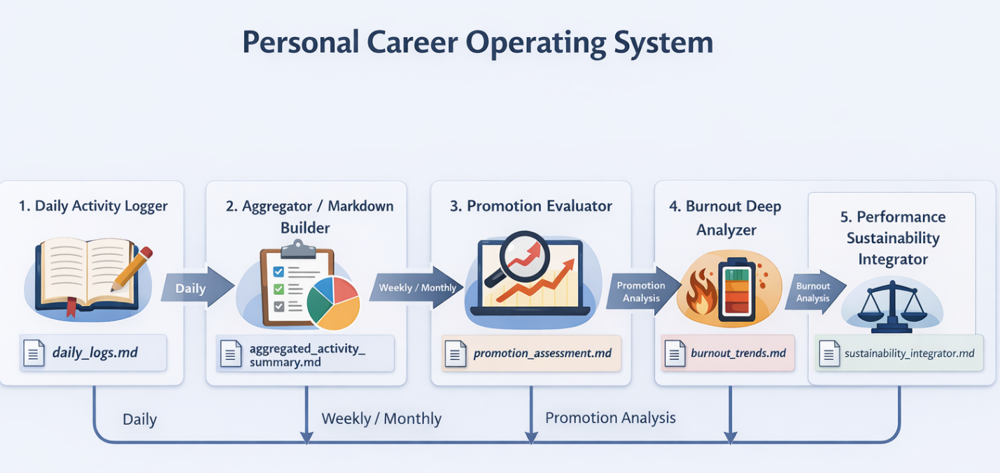 Personal Career Operating System
1. Daily Activity Logger
daily_logs.md
Daily
2. Aggregator / Markdown
Builder
aggregated_activity_
summary.md
Weekly / Monthly
3. Promotion Evaluator
promotion_assessment.md
Promotion
Analysis
4. Burnout Deep
Analyzer
burnout_trends.md
Burnout
Analysis
5. Performance
Sustainability
Integrator
sustainability_integrator.md
Daily
Weekly / Monthly
Promotion Analysis